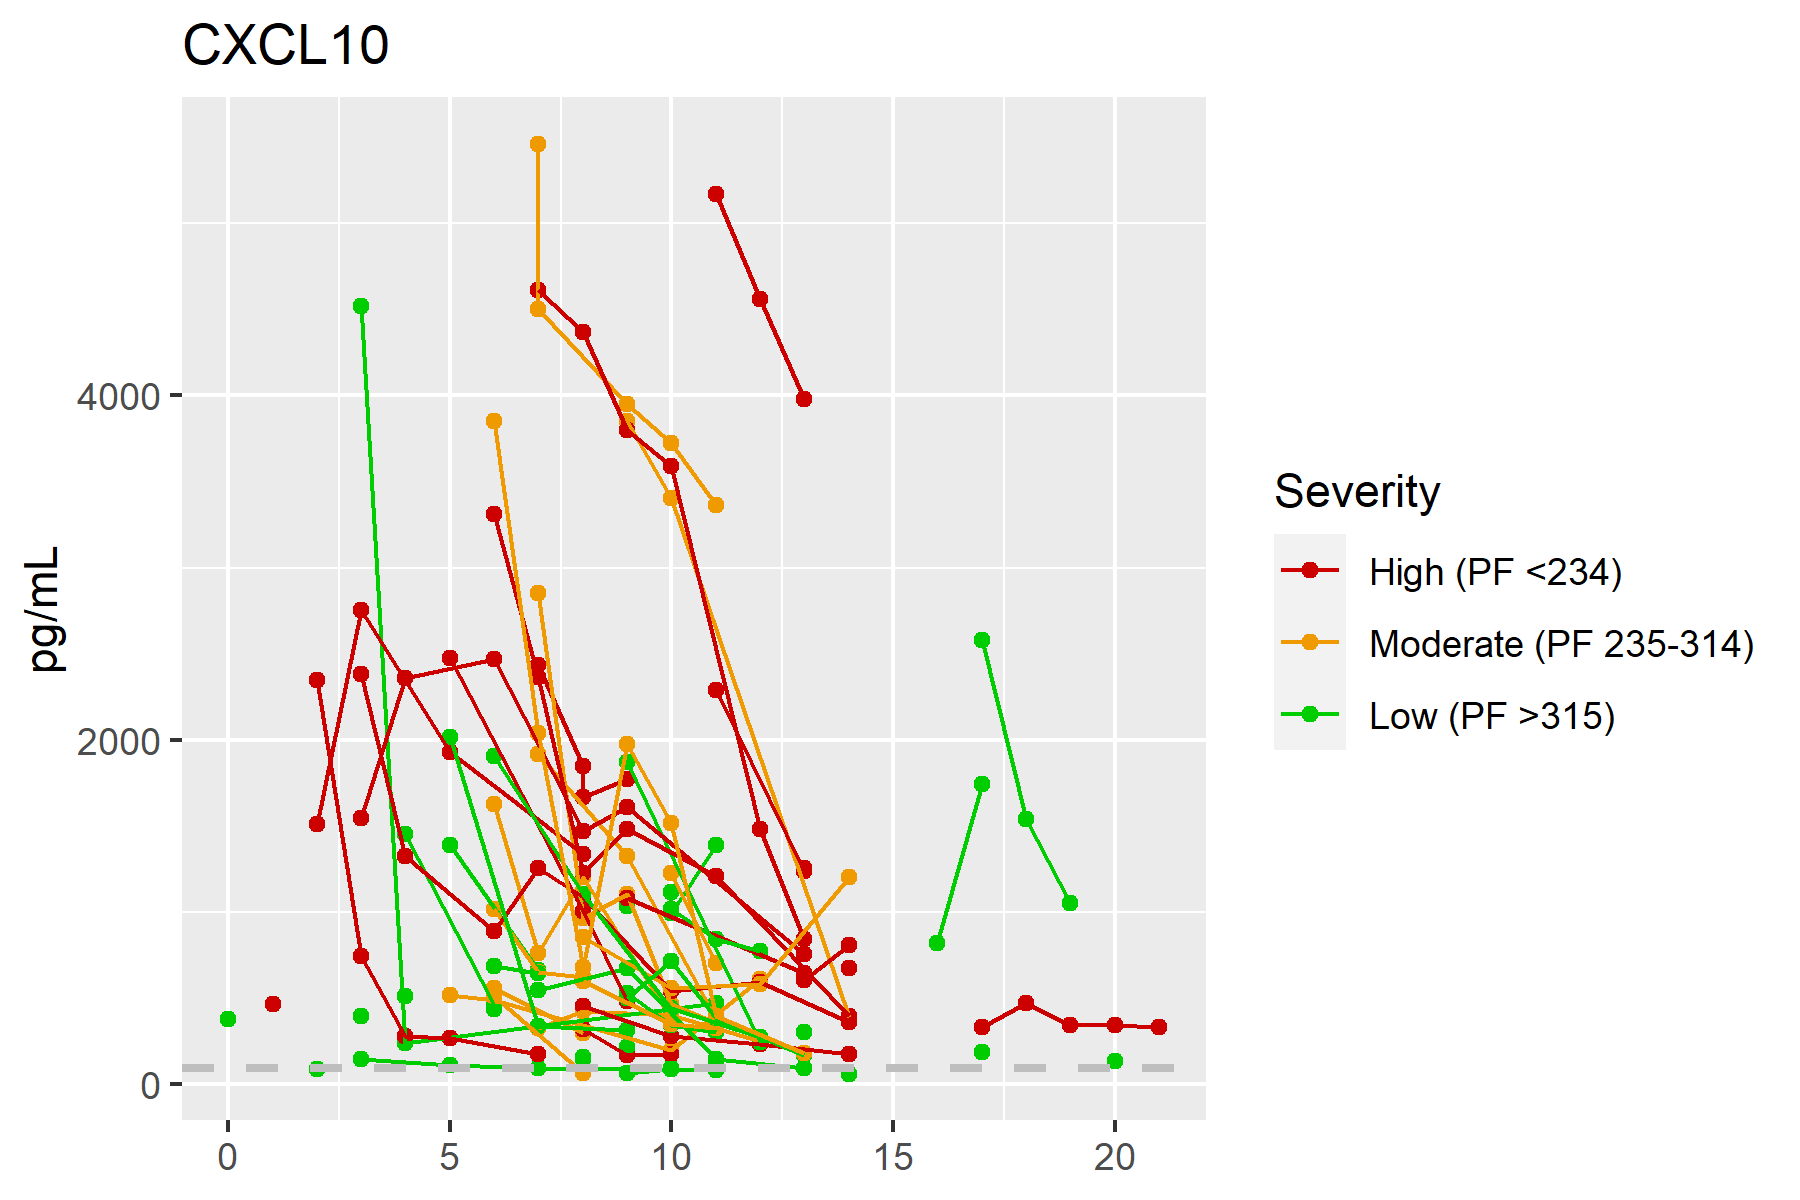 CXCL10
pg/mL
4000
2000
0
0 5 10 15 20
Severity
High (PF <234)
Moderate (PF 235-314)
Low (PF >315)